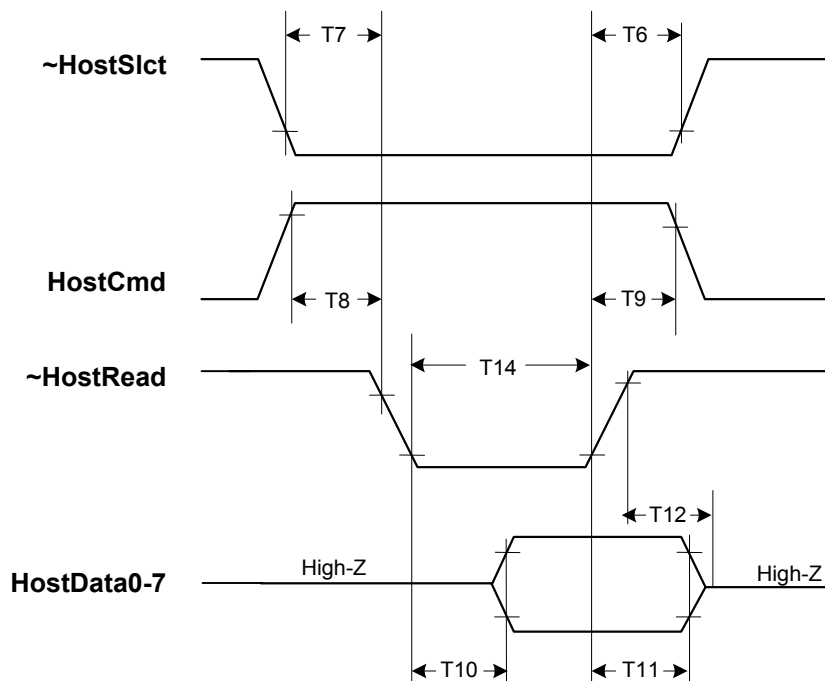 T7
T6
~HostSlct
HostCmd
T8
T9
~HostRead
T14
T12
High-Z
High-Z
HostData0-7
T10
T11